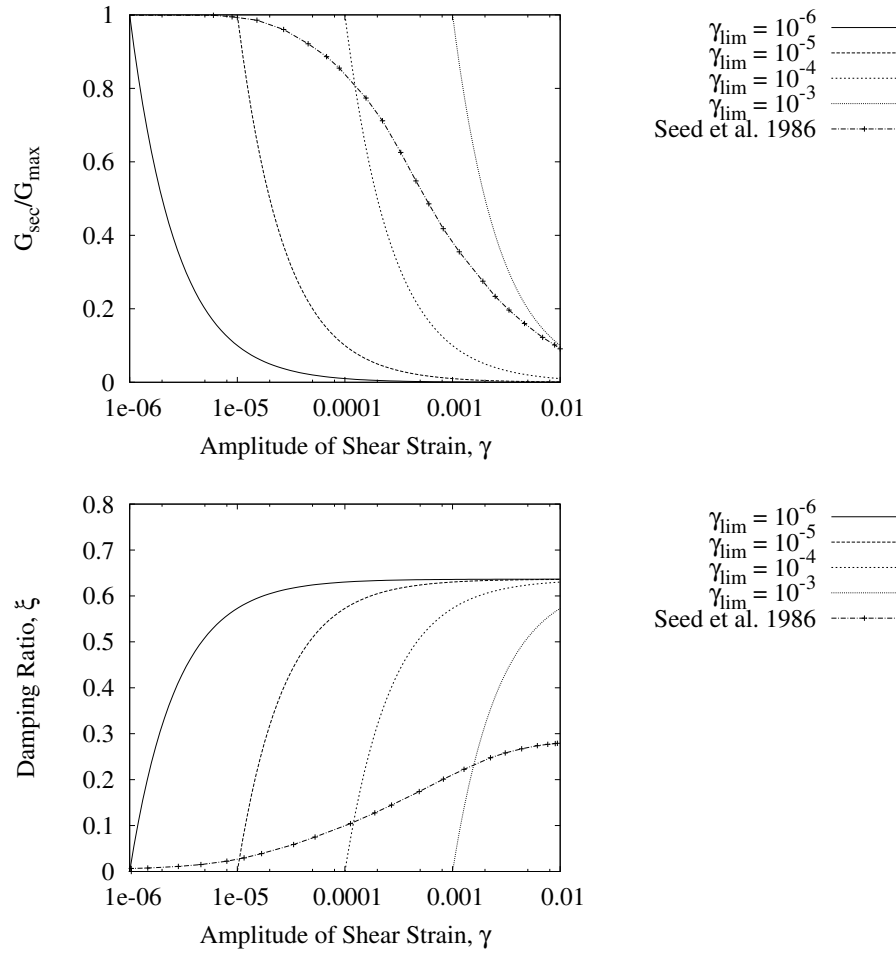 1
0.8
0.6
0.4
0.2
0
G_sec/G_max
1e-06 1e-05 0.0001 0.001 0.01
Amplitude of Shear Strain, γ
γ_lim = 10^-6
γ_lim = 10^-5
γ_lim = 10^-4
γ_lim = 10^-3
Seed et al. 1986
0.8
0.7
0.6
0.5
0.4
0.3
0.2
0.1
0
Damping Ratio, ξ
1e-06 1e-05 0.0001 0.001 0.01
Amplitude of Shear Strain, γ
γ_lim = 10^-6
γ_lim = 10^-5
γ_lim = 10^-4
γ_lim = 10^-3
Seed et al. 1986